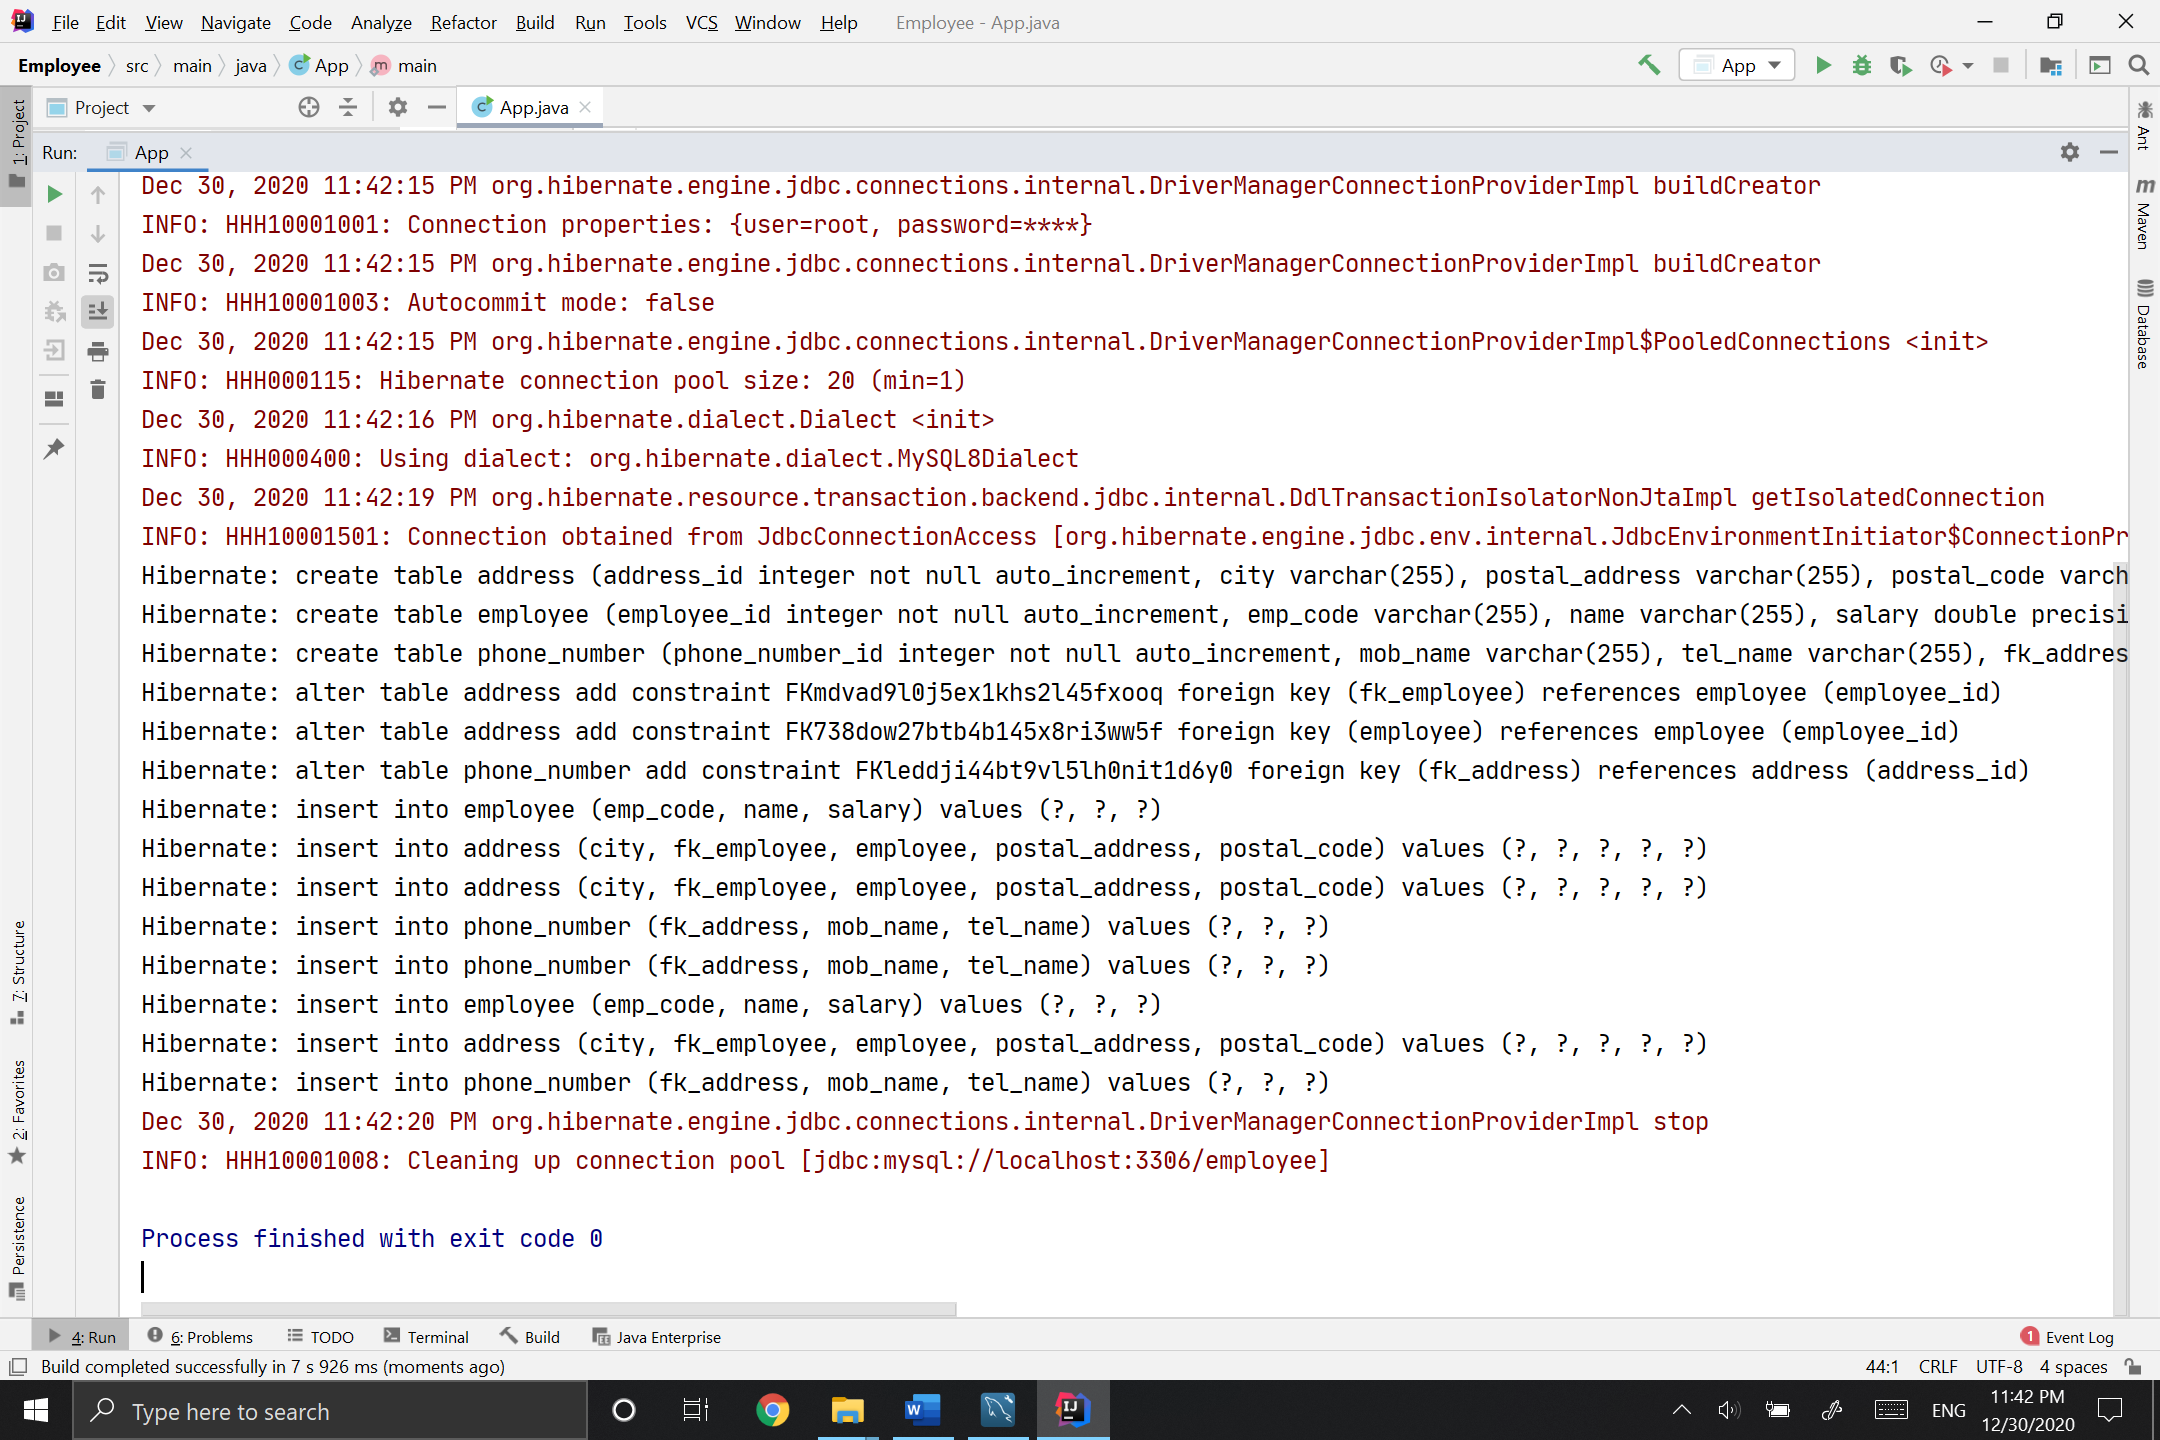 File Edit View Navigate Code Analyze Refactor Build Run Tools VCS Window Help Employee - App.java
Employee src main java App main App
Project App.java
Run: App
Dec 30, 2020 11:42:15 PM org.hibernate.engine.jdbc.connections.internal.DriverManagerConnectionProviderImpl buildCreator
INFO: HHH10001001: Connection properties: {user=root, password=****}
Dec 30, 2020 11:42:15 PM org.hibernate.engine.jdbc.connections.internal.DriverManagerConnectionProviderImpl buildCreator
INFO: HHH10001003: Autocommit mode: false
Dec 30, 2020 11:42:15 PM org.hibernate.engine.jdbc.connections.internal.DriverManagerConnectionProviderImpl$PooledConnections <init>
INFO: HHH000115: Hibernate connection pool size: 20 (min=1)
Dec 30, 2020 11:42:16 PM org.hibernate.dialect.Dialect <init>
INFO: HHH000400: Using dialect: org.hibernate.dialect.MySQL8Dialect
Dec 30, 2020 11:42:19 PM org.hibernate.resource.transaction.backend.jdbc.internal.DdlTransactionIsolatorNonJtaImpl getIsolatedConnection
INFO: HHH10001501: Connection obtained from JdbcConnectionAccess [org.hibernate.engine.jdbc.env.internal.JdbcEnvironmentInitiator$ConnectionPr
Hibernate: create table address (address_id integer not null auto_increment, city varchar(255), postal_address varchar(255), postal_code varch
Hibernate: create table employee (employee_id integer not null auto_increment, emp_code varchar(255), name varchar(255), salary double precisi
Hibernate: create table phone_number (phone_number_id integer not null auto_increment, mob_name varchar(255), tel_name varchar(255), fk_addres
Hibernate: alter table address add constraint FKmdvad9l0j5ex1khs2l45fxooq foreign key (fk_employee) references employee (employee_id)
Hibernate: alter table address add constraint FK738dow27btb4b145x8ri3ww5f foreign key (employee) references employee (employee_id)
Hibernate: alter table phone_number add constraint FKleddji44bt9vl5lh0nit1d6y0 foreign key (fk_address) references address (address_id)
Hibernate: insert into employee (emp_code, name, salary) values (?, ?, ?)
Hibernate: insert into address (city, fk_employee, employee, postal_address, postal_code) values (?, ?, ?, ?, ?)
Hibernate: insert into address (city, fk_employee, employee, postal_address, postal_code) values (?, ?, ?, ?, ?)
Hibernate: insert into phone_number (fk_address, mob_name, tel_name) values (?, ?, ?)
Hibernate: insert into phone_number (fk_address, mob_name, tel_name) values (?, ?, ?)
Hibernate: insert into employee (emp_code, name, salary) values (?, ?, ?)
Hibernate: insert into address (city, fk_employee, employee, postal_address, postal_code) values (?, ?, ?, ?, ?)
Hibernate: insert into phone_number (fk_address, mob_name, tel_name) values (?, ?, ?)
Dec 30, 2020 11:42:20 PM org.hibernate.engine.jdbc.connections.internal.DriverManagerConnectionProviderImpl stop
INFO: HHH10001008: Cleaning up connection pool [jdbc:mysql://localhost:3306/employee]
Process finished with exit code 0
1: Project
7: Structure
2: Favorites
Persistence
Ant
Maven
Database
4: Run 6: Problems TODO Terminal Build Java Enterprise 1 Event Log
Build completed successfully in 7 s 926 ms (moments ago) 44:1 CRLF UTF-8 4 spaces
Type here to search ENG 11:42 PM
12/30/2020